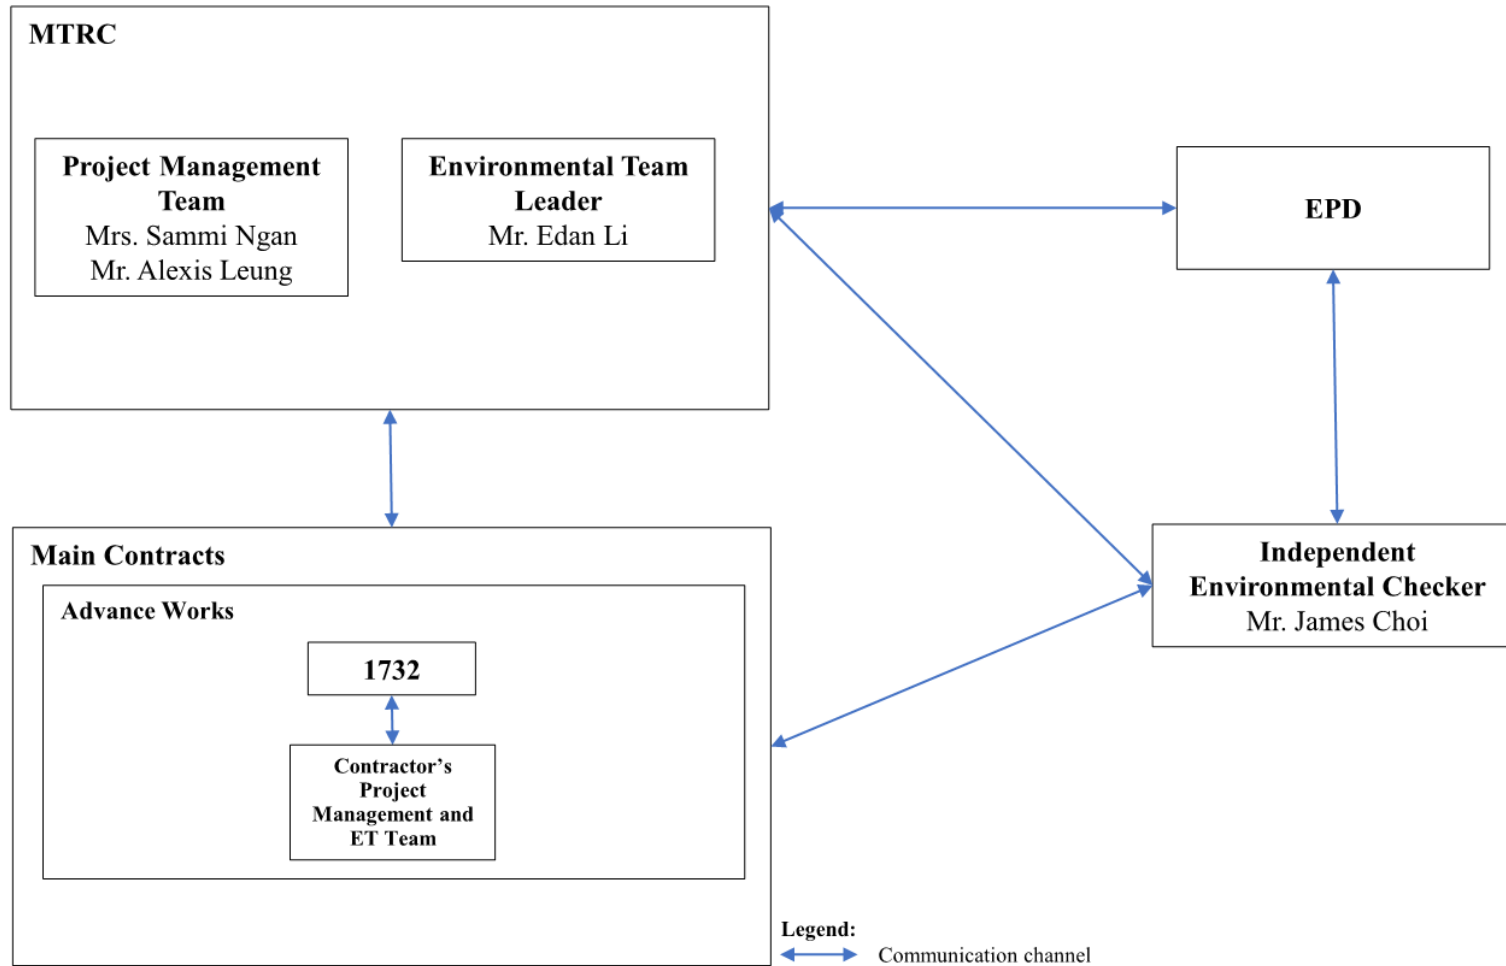 MTRC
Project Management
Team
Mrs. Sammi Ngan
Mr. Alexis Leung
Environmental Team
Leader
Mr. Edan Li
EPD
Main Contracts
Advance Works
1732
Contractor’s
Project
Management and
ET Team
Independent
Environmental Checker
Mr. James Choi
Legend:
Communication channel